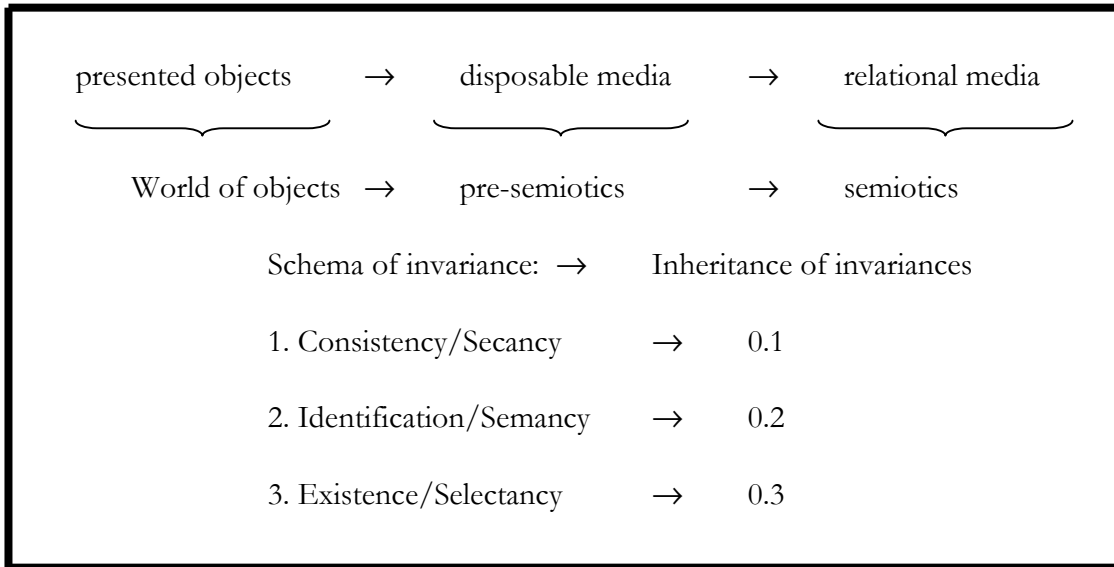 presented objects → disposable media → relational media
World of objects → pre-semiotics → semiotics
Schema of invariance: → Inheritance of invariances
1. Consistency/Secancy → 0.1
2. Identification/Semancy → 0.2
3. Existence/Selectancy → 0.3